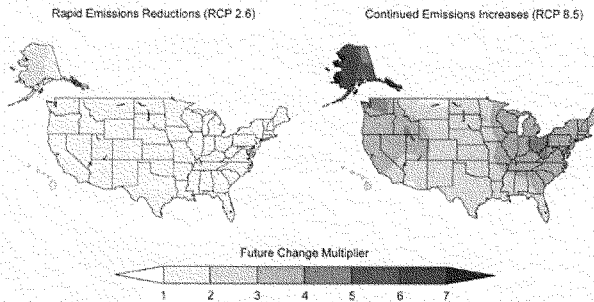 Rapid Emissions Reductions (RCP 2.6)
Continued Emissions Increases (RCP 8.5)
Future Change Multiplier
1 2 3 4 5 6 7